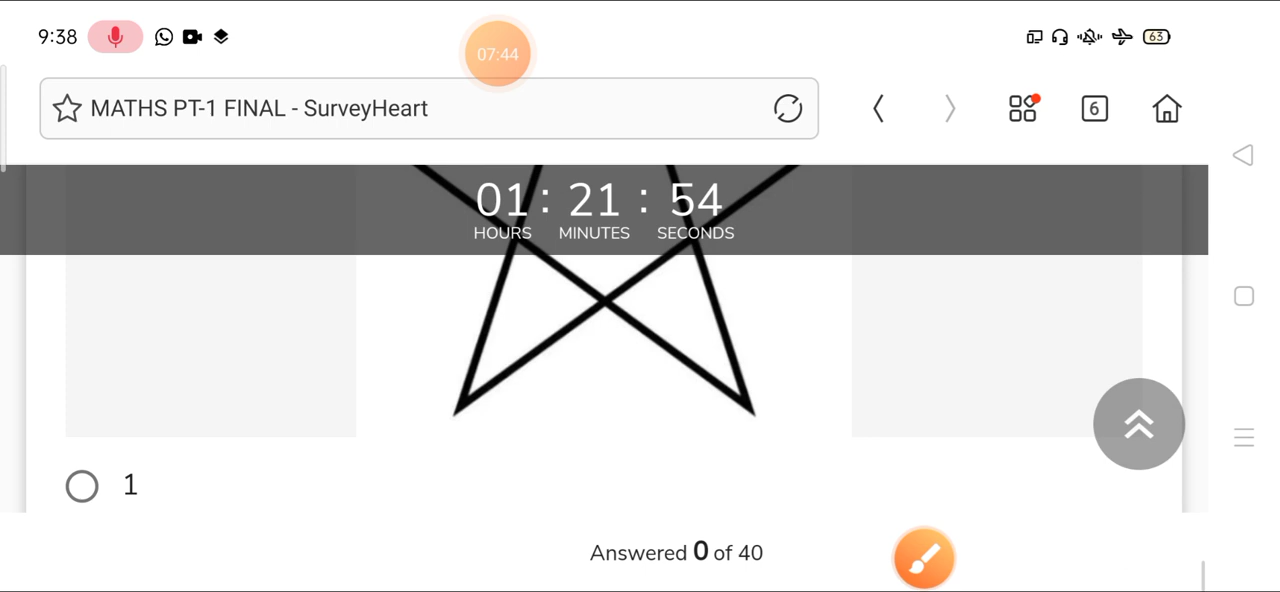 9:38
07:44
63
MATHS PT-1 FINAL - SurveyHeart
6
01 : 21 : 54
HOURS MINUTES SECONDS
1
Answered 0 of 40